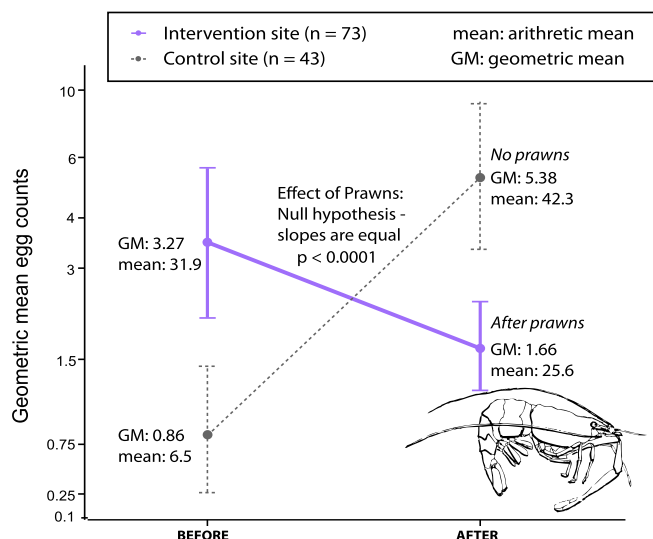 Intervention site (n = 73)
mean: arithretic mean
Control site (n = 43)
GM: geometric mean
Geometric mean egg counts
10
6
4
3
1.5
0.75
0.25
0.1
GM: 3.27
mean: 31.9
GM: 0.86
mean: 6.5
Effect of Prawns:
Null hypothesis -
slopes are equal
p < 0.0001
No prawns
GM: 5.38
mean: 42.3
After prawns
GM: 1.66
mean: 25.6
BEFORE
AFTER